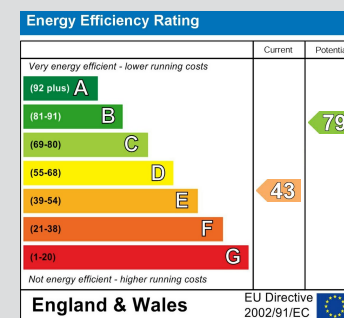 Energy Efficiency Rating
Current Potentia
Very energy efficient - lower running costs
(92 plus) A
(81-91) B
79
(69-80) C
(55-68) D
(39-54) E
43
(21-38) F
(1-20) G
Not energy efficient - higher running costs
England & Wales
EU Directive
2002/91/EC